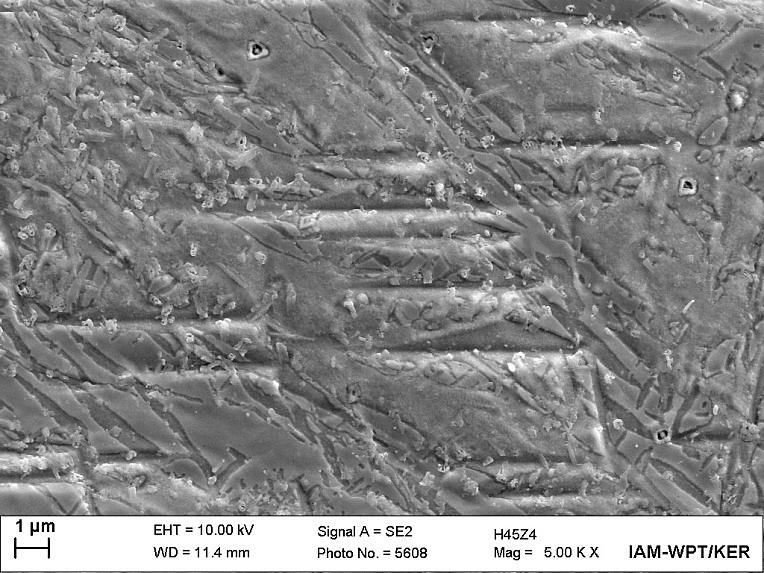 1 µm
EHT = 10.00 kV
Signal A = SE2
H45Z4
WD = 11.4 mm
Photo No. = 5608
Mag = 5.00 K X
IAM-WPT/KER